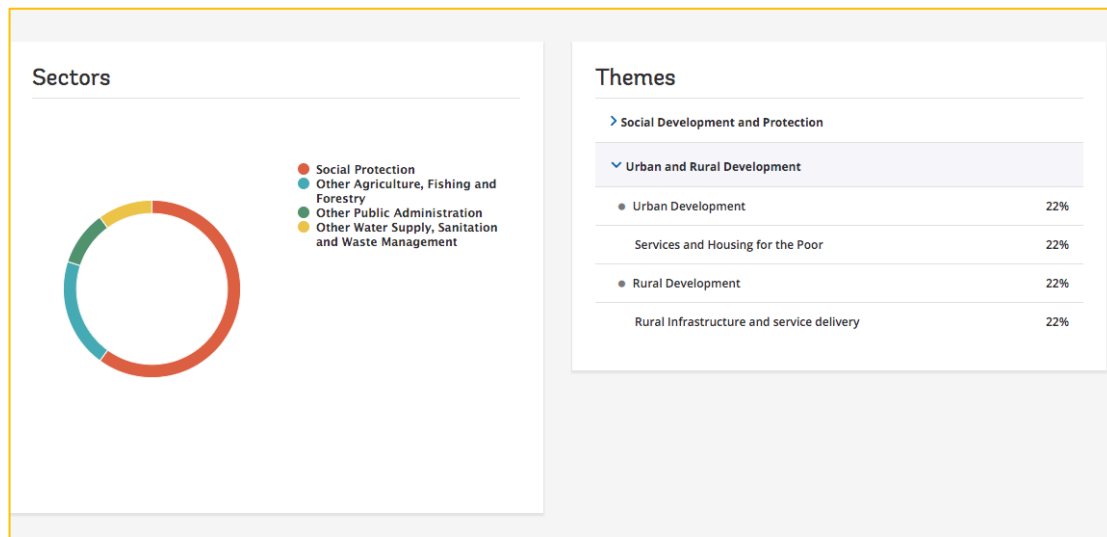 Sectors
Social Protection
Other Agriculture, Fishing and
Forestry
Other Public Administration
Other Water Supply, Sanitation
and Waste Management
Themes
Social Development and Protection
Urban and Rural Development
Urban Development 22%
Services and Housing for the Poor 22%
Rural Development 22%
Rural Infrastructure and service delivery 22%